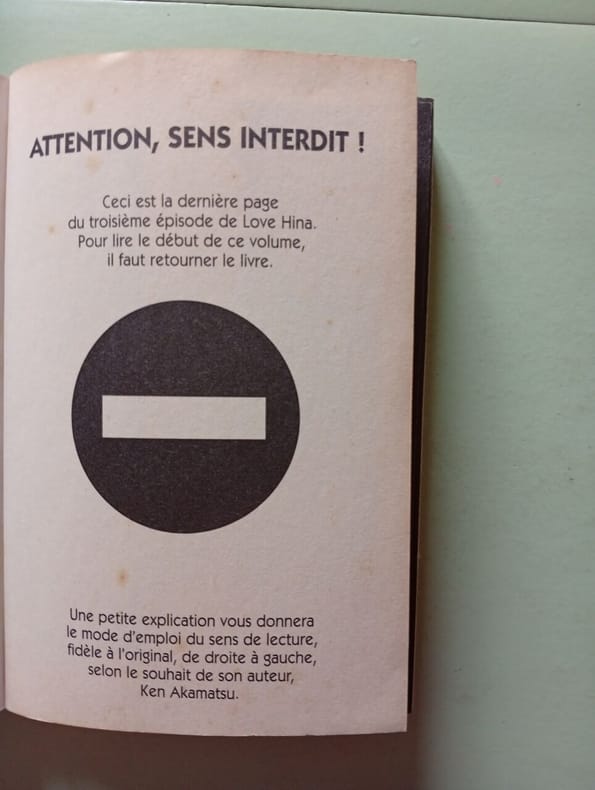 ATTENTION, SENS INTERDIT !
Ceci est la dernière page
du troisième épisode de Love Hina.
Pour lire le début de ce volume,
il faut retourner le livre.
Une petite explication vous donnera
le mode d'emploi du sens de lecture,
fidèle à l'original, de droite à gauche,
selon le souhait de son auteur,
Ken Akamatsu.